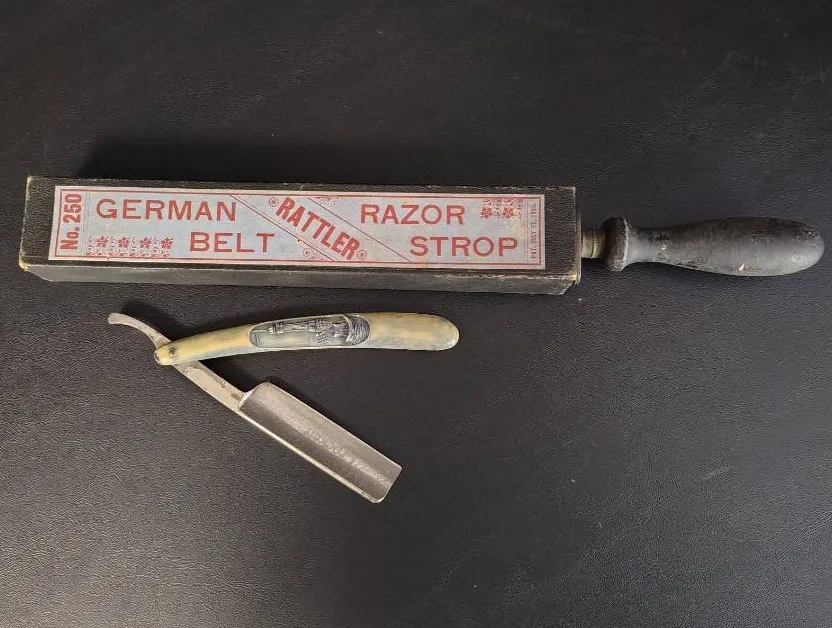 No. 250
GERMAN
BELT
RATTLER
RAZOR
STROP